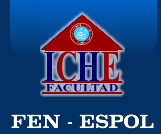 ICHE
FACULTAD
FEN - ESPOL